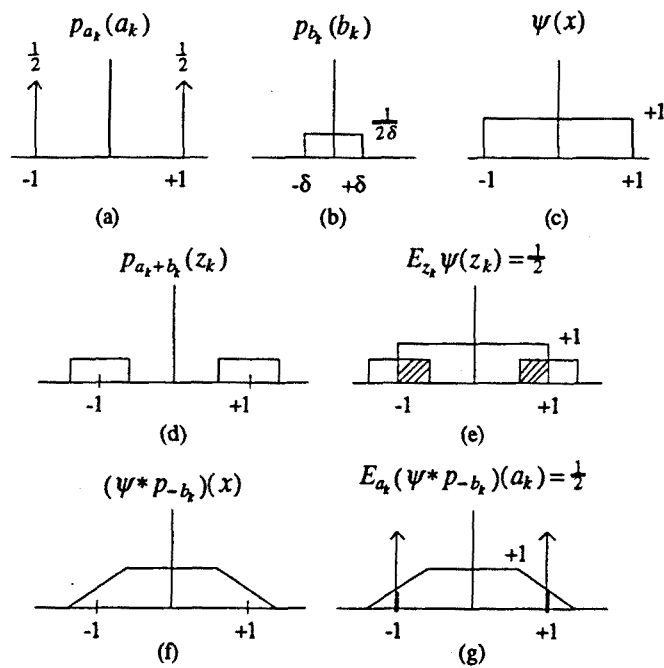 p_{a_k}(a_k)
p_{b_k}(b_k)
ψ(x)
1/2
1/2
1/2δ
+1
-1
+1
-δ
+δ
-1
+1
(a)
(b)
(c)
p_{a_k+b_k}(z_k)
E_{z_k} ψ(z_k) = 1/2
+1
-1
+1
-1
+1
(d)
(e)
(ψ* p_{-b_k})(x)
E_{a_k}(ψ* p_{-b_k})(a_k) = 1/2
+1
-1
+1
-1
+1
(f)
(g)